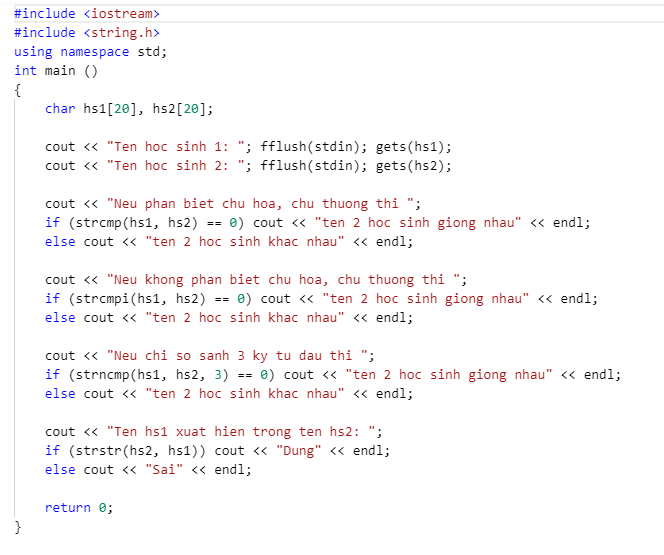 #include <iostream>
#include <string.h>
using namespace std;
int main ()
{
    char hs1[20], hs2[20];

    cout << "Ten hoc sinh 1: "; fflush(stdin); gets(hs1);
    cout << "Ten hoc sinh 2: "; fflush(stdin); gets(hs2);

    cout << "Neu phan biet chu hoa, chu thuong thi ";
    if (strcmp(hs1, hs2) == 0) cout << "ten 2 hoc sinh giong nhau" << endl;
    else cout << "ten 2 hoc sinh khac nhau" << endl;

    cout << "Neu khong phan biet chu hoa, chu thuong thi ";
    if (strcmpi(hs1, hs2) == 0) cout << "ten 2 hoc sinh giong nhau" << endl;
    else cout << "ten 2 hoc sinh khac nhau" << endl;

    cout << "Neu chi so sanh 3 ky tu dau thi ";
    if (strncmp(hs1, hs2, 3) == 0) cout << "ten 2 hoc sinh giong nhau" << endl;
    else cout << "ten 2 hoc sinh khac nhau" << endl;

    cout << "Ten hs1 xuat hien trong ten hs2: ";
    if (strstr(hs2, hs1)) cout << "Dung" << endl;
    else cout << "Sai" << endl;

    return 0;
}